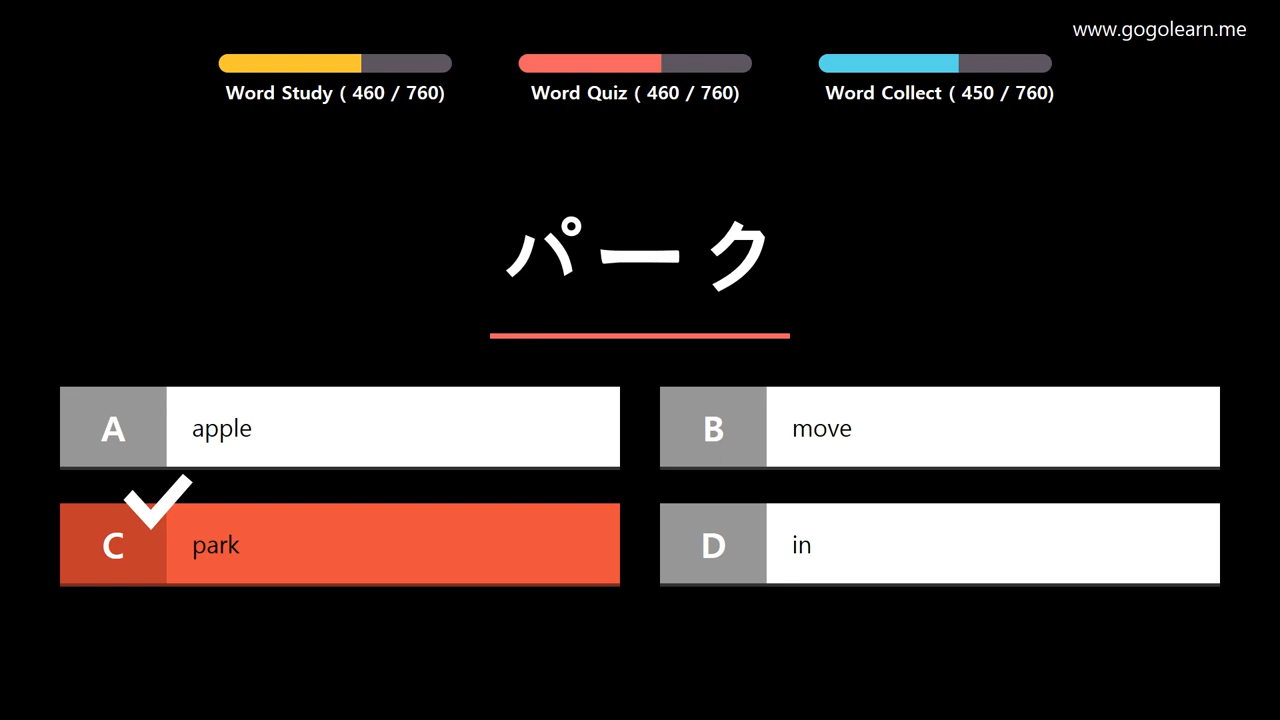 www.gogolearn.me
Word Study ( 460 / 760)
Word Quiz ( 460 / 760)
Word Collect ( 450 / 760)
パーク
A apple
B move
C park
D in